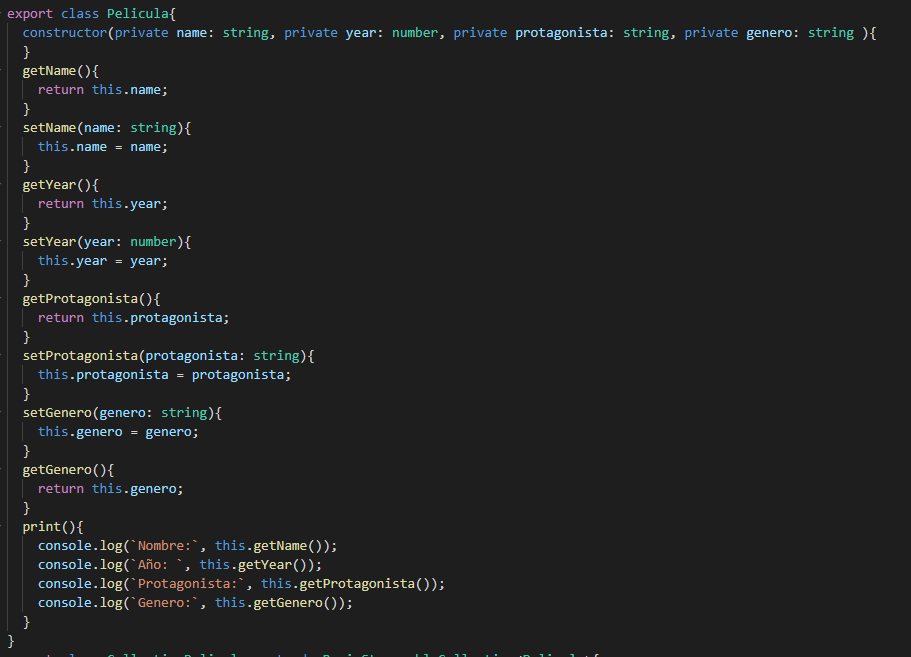 export class Pelicula{
  constructor(private name: string, private year: number, private protagonista: string, private genero: string ){
  }
  getName(){
    return this.name;
  }
  setName(name: string){
    this.name = name;
  }
  getYear(){
    return this.year;
  }
  setYear(year: number){
    this.year = year;
  }
  getProtagonista(){
    return this.protagonista;
  }
  setProtagonista(protagonista: string){
    this.protagonista = protagonista;
  }
  setGenero(genero: string){
    this.genero = genero;
  }
  getGenero(){
    return this.genero;
  }
  print(){
    console.log(`Nombre:`, this.getName());
    console.log(`Año: `, this.getYear());
    console.log(`Protagonista:`, this.getProtagonista());
    console.log(`Genero:`, this.getGenero());
  }
}